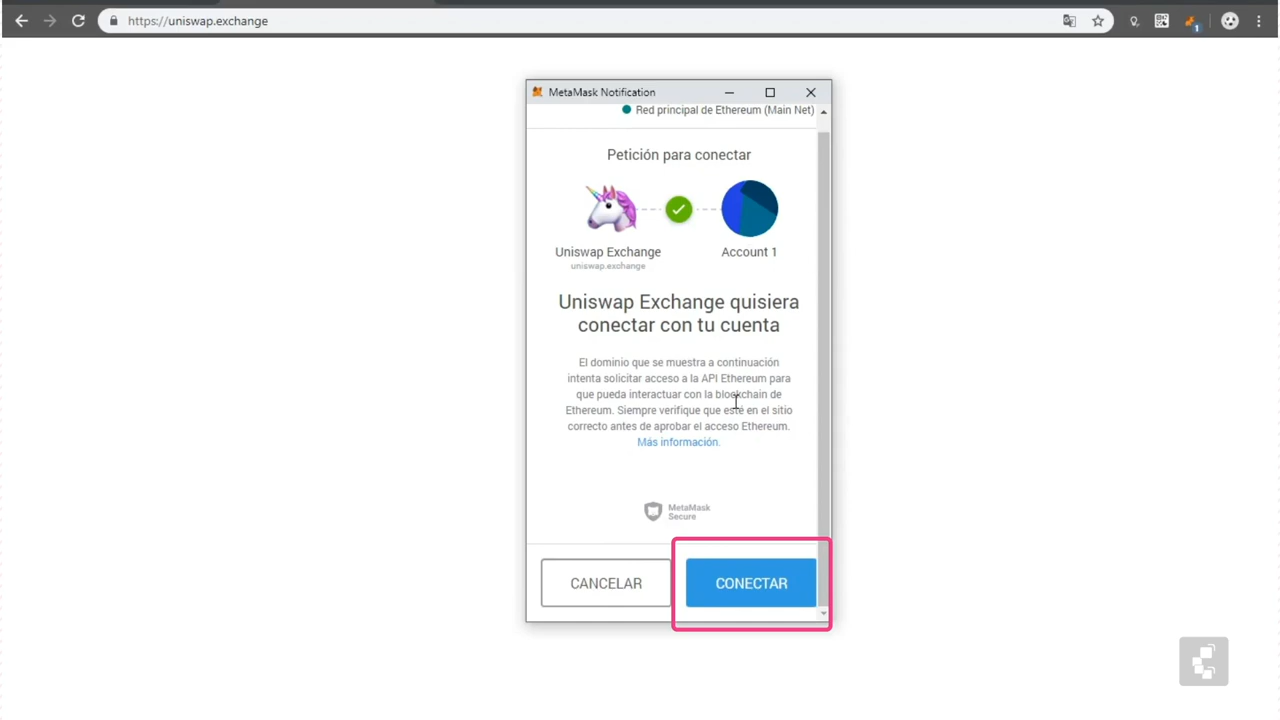 https://uniswap.exchange
1
MetaMask Notification
Red principal de Ethereum (Main Net)
Petición para conectar
Uniswap Exchange
uniswap.exchange
Account 1
Uniswap Exchange quisiera
conectar con tu cuenta
El dominio que se muestra a continuación
intenta solicitar acceso a la API Ethereum para
que pueda interactuar con la blockchain de
Ethereum. Siempre verifique que esté en el sitio
correcto antes de aprobar el acceso Ethereum.
Más información.
MetaMask
Secure
CANCELAR
CONECTAR